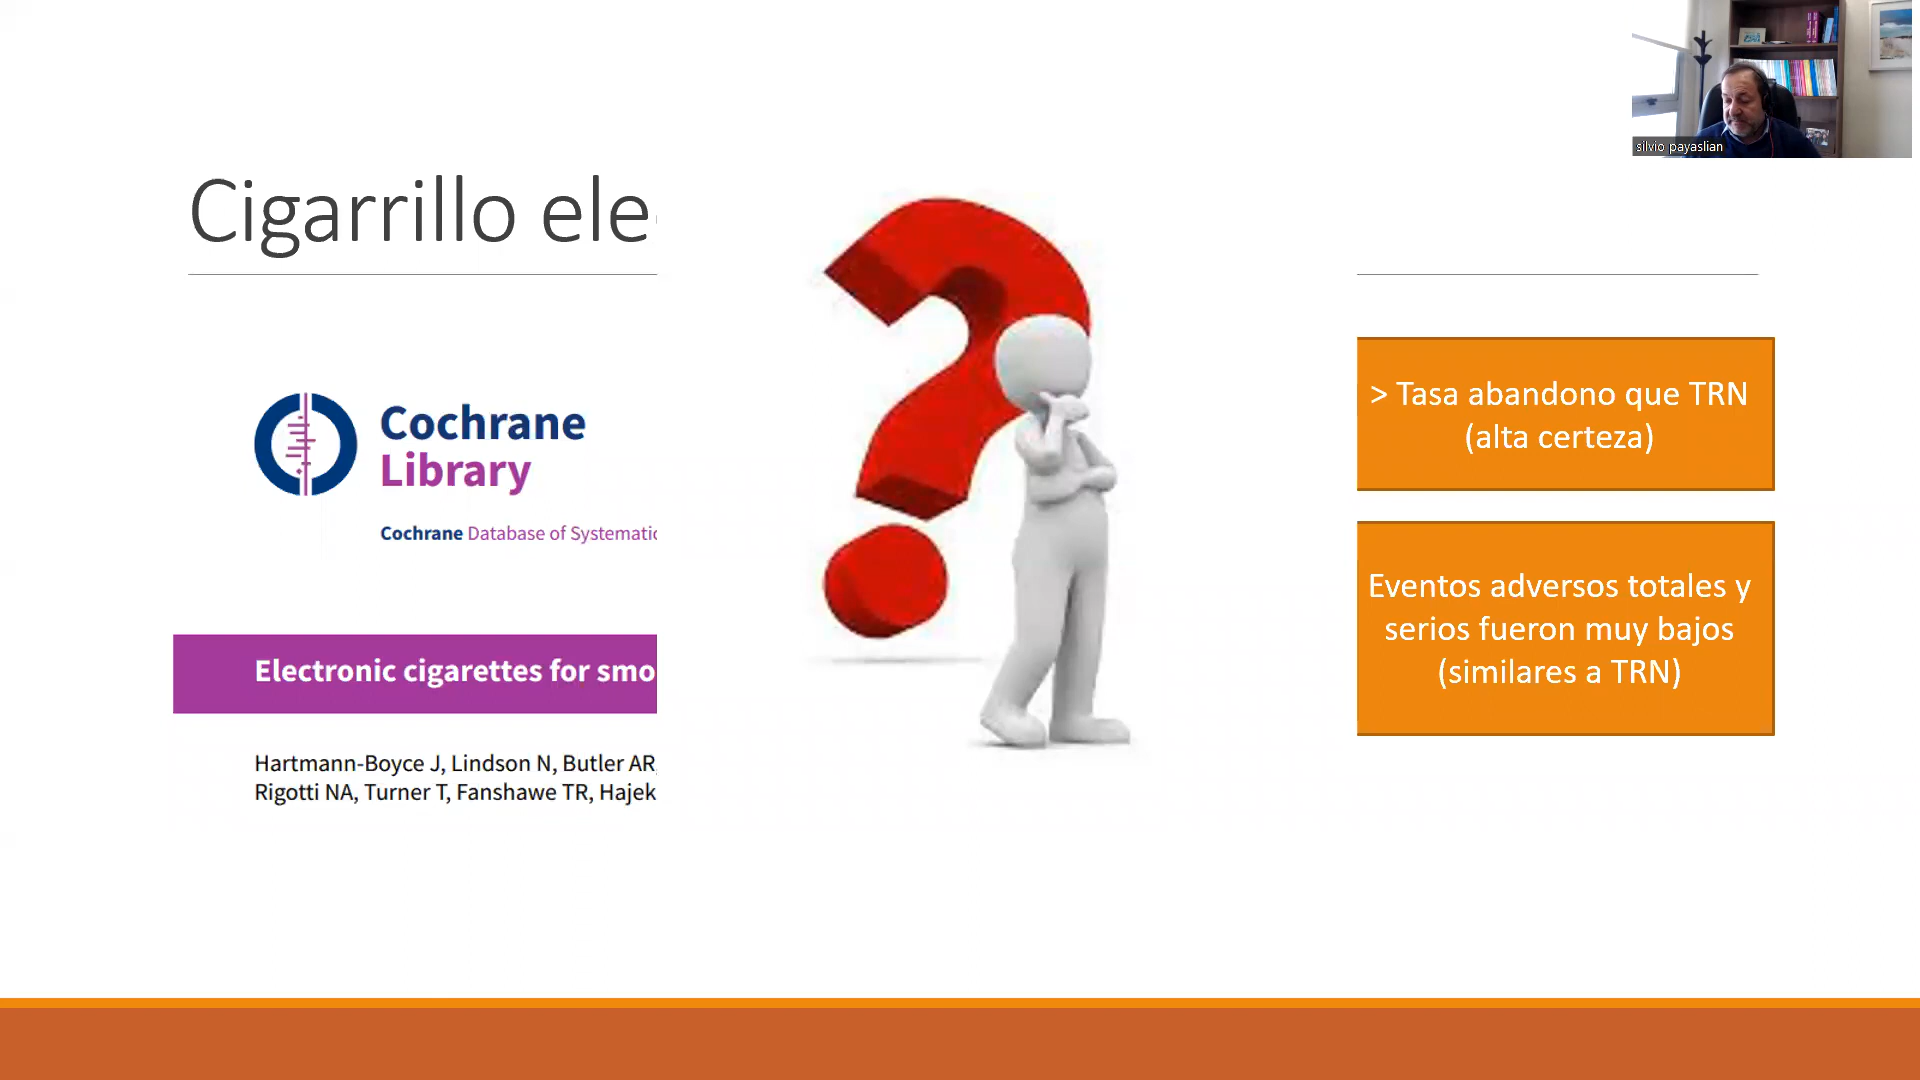 silvio payaslian
Cigarrillo ele
Cochrane
Library
Cochrane Database of Systematic
> Tasa abandono que TRN
(alta certeza)
Eventos adversos totales y
serios fueron muy bajos
(similares a TRN)
Electronic cigarettes for smo
Hartmann-Boyce J, Lindson N, Butler AR,
Rigotti NA, Turner T, Fanshawe TR, Hajek